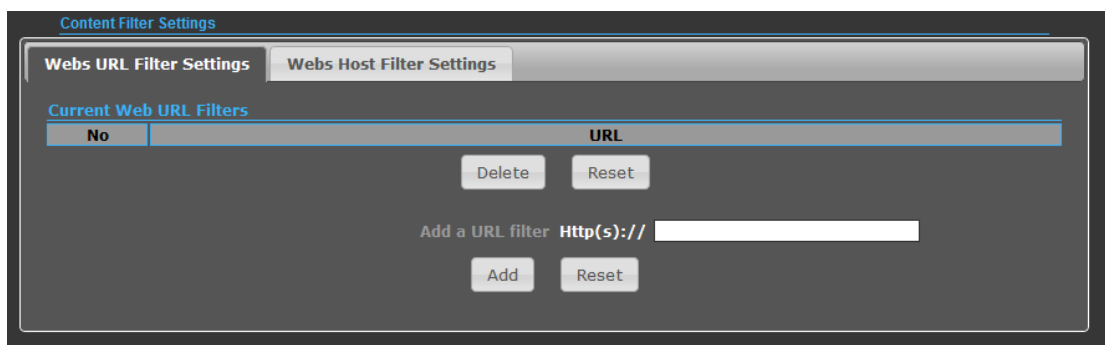 Content Filter Settings
Webs URL Filter Settings Webs Host Filter Settings
Current Web URL Filters
No URL
Delete Reset
Add a URL filter Http(s)://
Add Reset